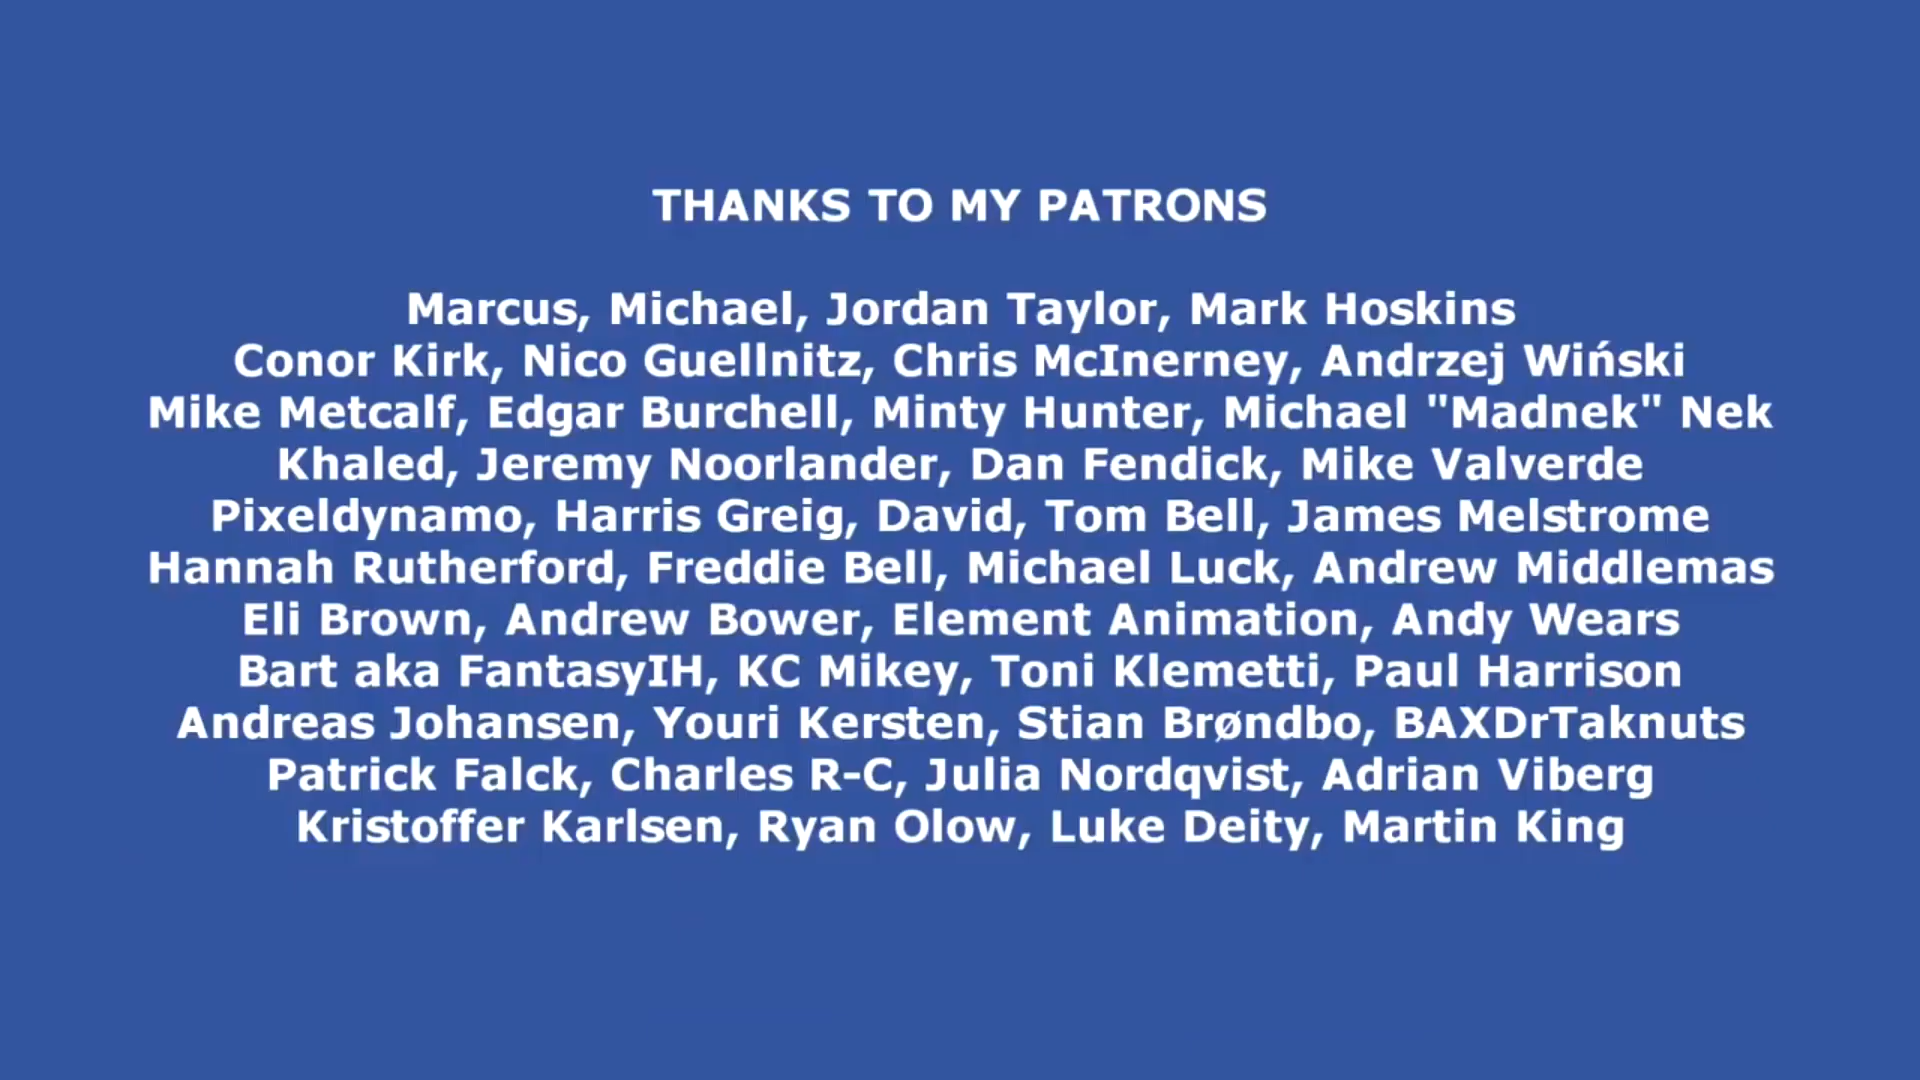 THANKS TO MY PATRONS
Marcus, Michael, Jordan Taylor, Mark Hoskins
Conor Kirk, Nico Guellnitz, Chris McInerney, Andrzej Wiński
Mike Metcalf, Edgar Burchell, Minty Hunter, Michael "Madnek" Nek
Khaled, Jeremy Noorlander, Dan Fendick, Mike Valverde
Pixeldynamo, Harris Greig, David, Tom Bell, James Melstrome
Hannah Rutherford, Freddie Bell, Michael Luck, Andrew Middlemas
Eli Brown, Andrew Bower, Element Animation, Andy Wears
Bart aka FantasyIH, KC Mikey, Toni Klemetti, Paul Harrison
Andreas Johansen, Youri Kersten, Stian Brøndbo, BAXDrTaknuts
Patrick Falck, Charles R-C, Julia Nordqvist, Adrian Viberg
Kristoffer Karlsen, Ryan Olow, Luke Deity, Martin King